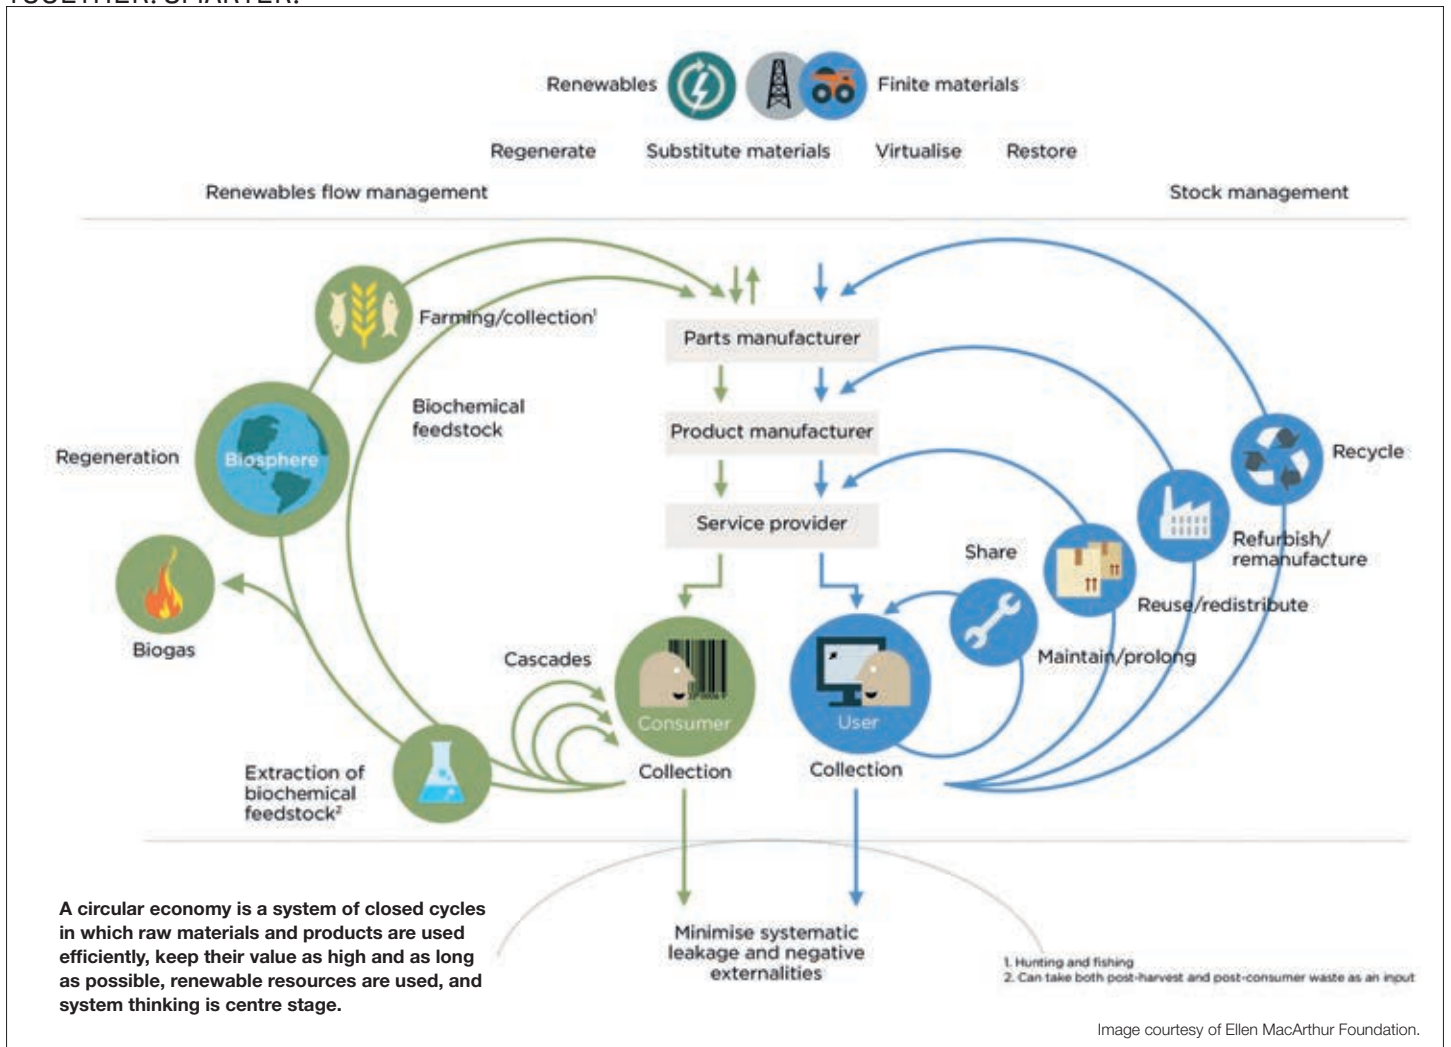 TOGETHER. SMARTER.
Renewables
Finite materials
Regenerate
Substitute materials
Virtualise
Restore
Renewables flow management
Stock management
Farming/collection¹
Parts manufacturer
Biochemical
feedstock
Product manufacturer
Regeneration
Biosphere
Recycle
Service provider
Share
Refurbish/
remanufacture
Reuse/redistribute
Biogas
Cascades
Maintain/prolong
Consumer
User
Collection
Collection
Extraction of
biochemical
feedstock²
Minimise systematic
leakage and negative
externalities
A circular economy is a system of closed cycles
in which raw materials and products are used
efficiently, keep their value as high and as long
as possible, renewable resources are used, and
system thinking is centre stage.
1. Hunting and fishing
2. Can take both post-harvest and post-consumer waste as an input
Image courtesy of Ellen MacArthur Foundation.